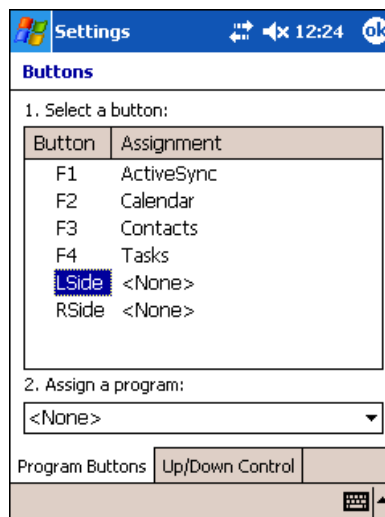 Settings 12:24 ok
Buttons
1. Select a button:
Button Assignment
F1 ActiveSync
F2 Calendar
F3 Contacts
F4 Tasks
LSide <None>
RSide <None>
2. Assign a program:
<None>
Program Buttons Up/Down Control